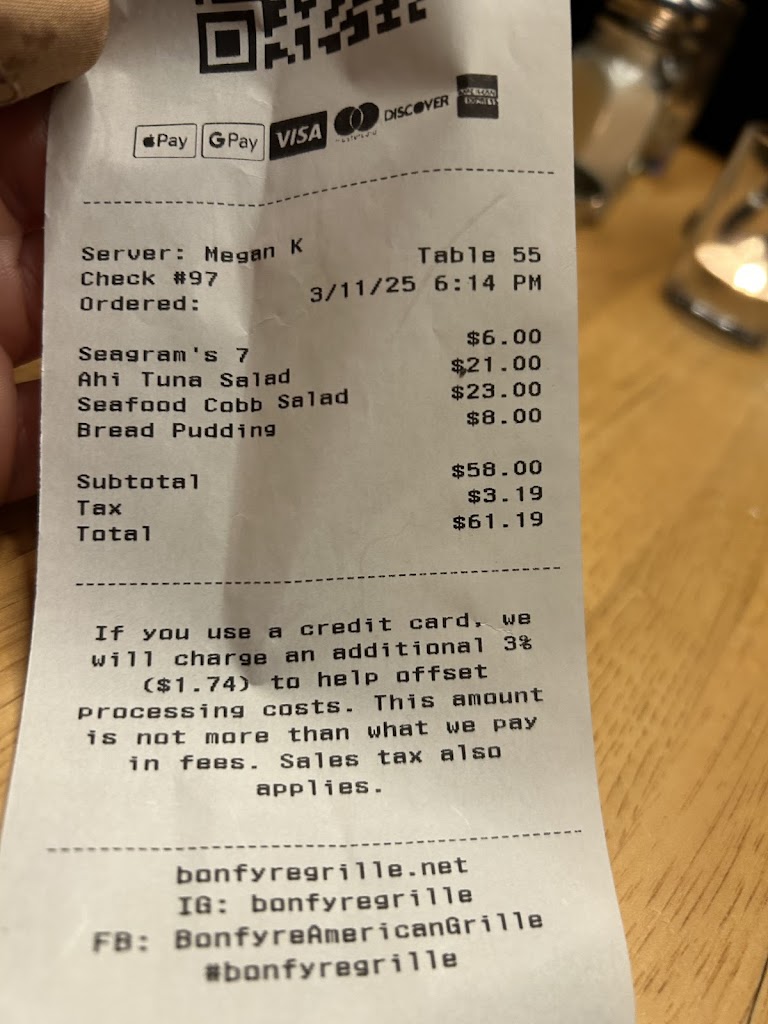 Pay GPay VISA DISCOVER AMERICAN EXPRESS
Server: Megan K Table 55
Check #97 3/11/25 6:14 PM
Ordered:
Seagram's 7 $6.00
Ahi Tuna Salad $21.00
Seafood Cobb Salad $23.00
Bread Pudding $8.00
Subtotal $58.00
Tax $3.19
Total $61.19
If you use a credit card, we
will charge an additional 3%
($1.74) to help offset
processing costs. This amount
is not more than what we pay
in fees. Sales tax also
applies.
bonfyregrille.net
IG: bonfyregrille
FB: BonfyreAmericanGrille
#bonfyregrille